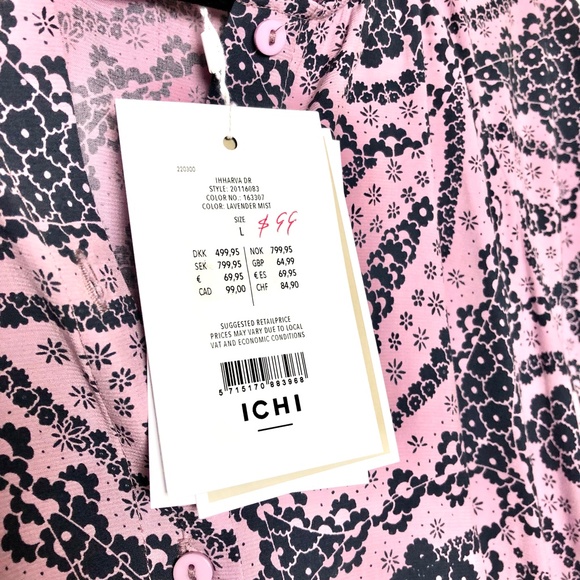 220300
IHHARVA DR
STYLE: 20116083
COLOR NO.: 163307
COLOR: LAVENDER MIST
SIZE
L
$99
DKK 499,95 NOK 799,95
SEK 799,95 GBP 64,99
€ 69,95 € ES 69,95
CAD 99,00 CHF 84,90
SUGGESTED RETAILPRICE
PRICES MAY VARY DUE TO LOCAL
VAT AND ECONOMIC CONDITIONS
5 715170 883968
ICHI